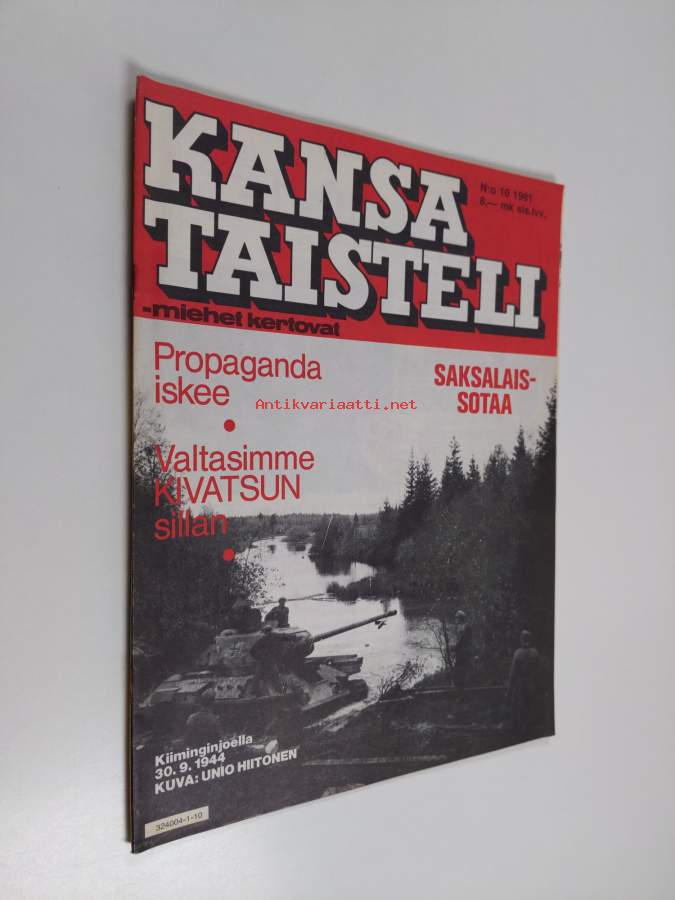 KANSA
TAISTELI
-miehet kertovat
N:o 10 1981
8,— mk sis.lvv.
Propaganda
iskee
•
SAKSALAIS-
SOTAA
Antikvariaatti.net
Valtasimme
KIVATSUN
sillan
•
Kiiminginjoella
30. 9. 1944
KUVA: UNIO HIITONEN
324004-1-10